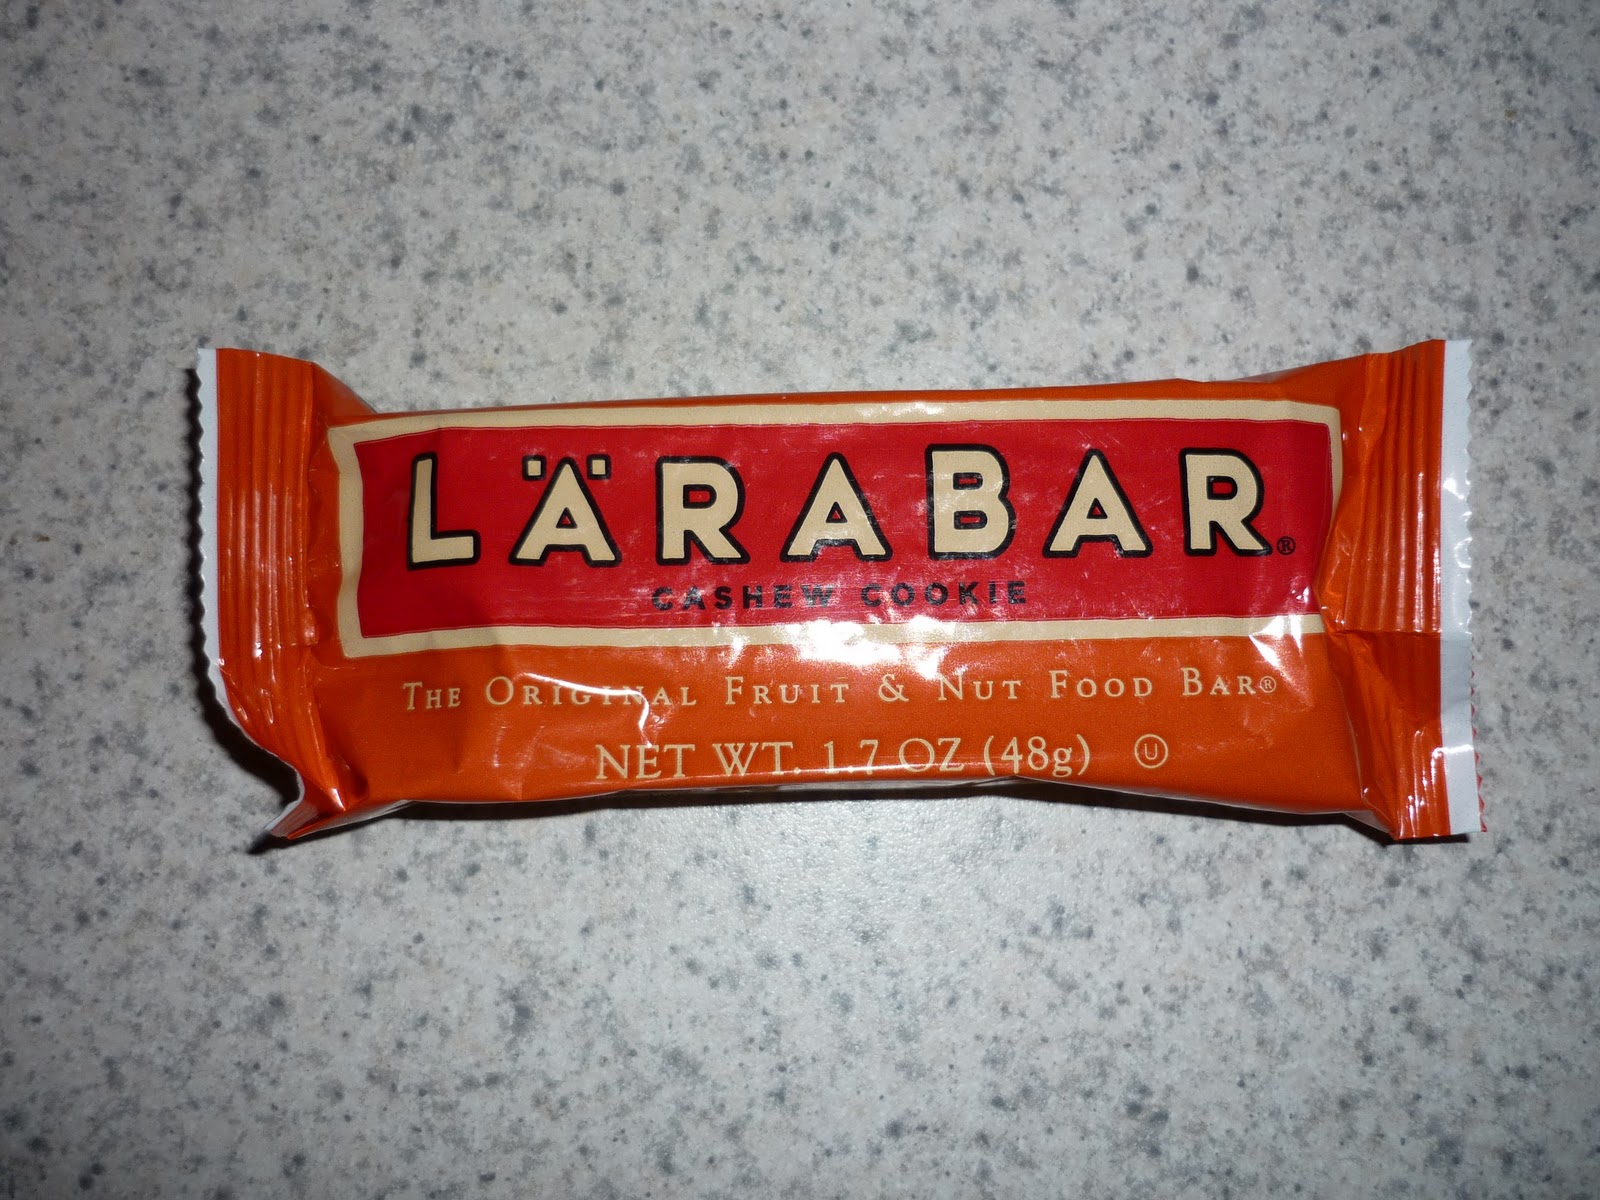 LÄRABAR®
CASHEW COOKIE
THE ORIGINAL FRUIT & NUT FOOD BAR®
NET WT. 1.7 OZ (48g) Ⓤ